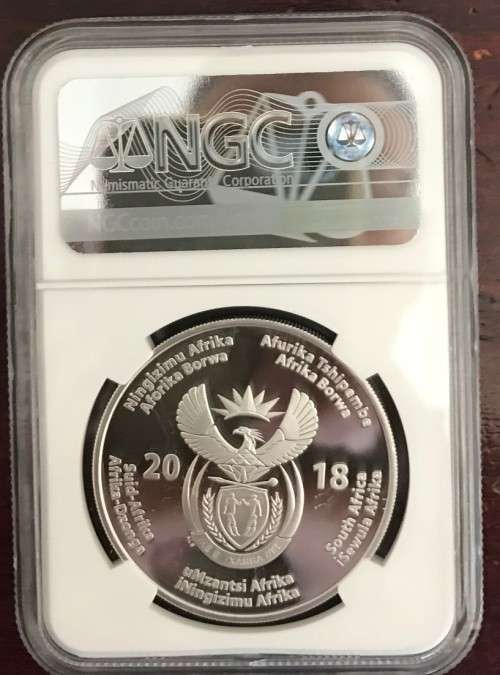 NGC
Numismatic Guaranty Corporation
NGCcoin.com
Ningizimu Afrika
Aforika Borwa
Afurika Tshipembe
Afrika Borwa
20 18
Suid-Afrika
Afrika-Dzonga
South Africa
iSewula Afrika
uMzantsi Afrika
iNingizimu Afrika